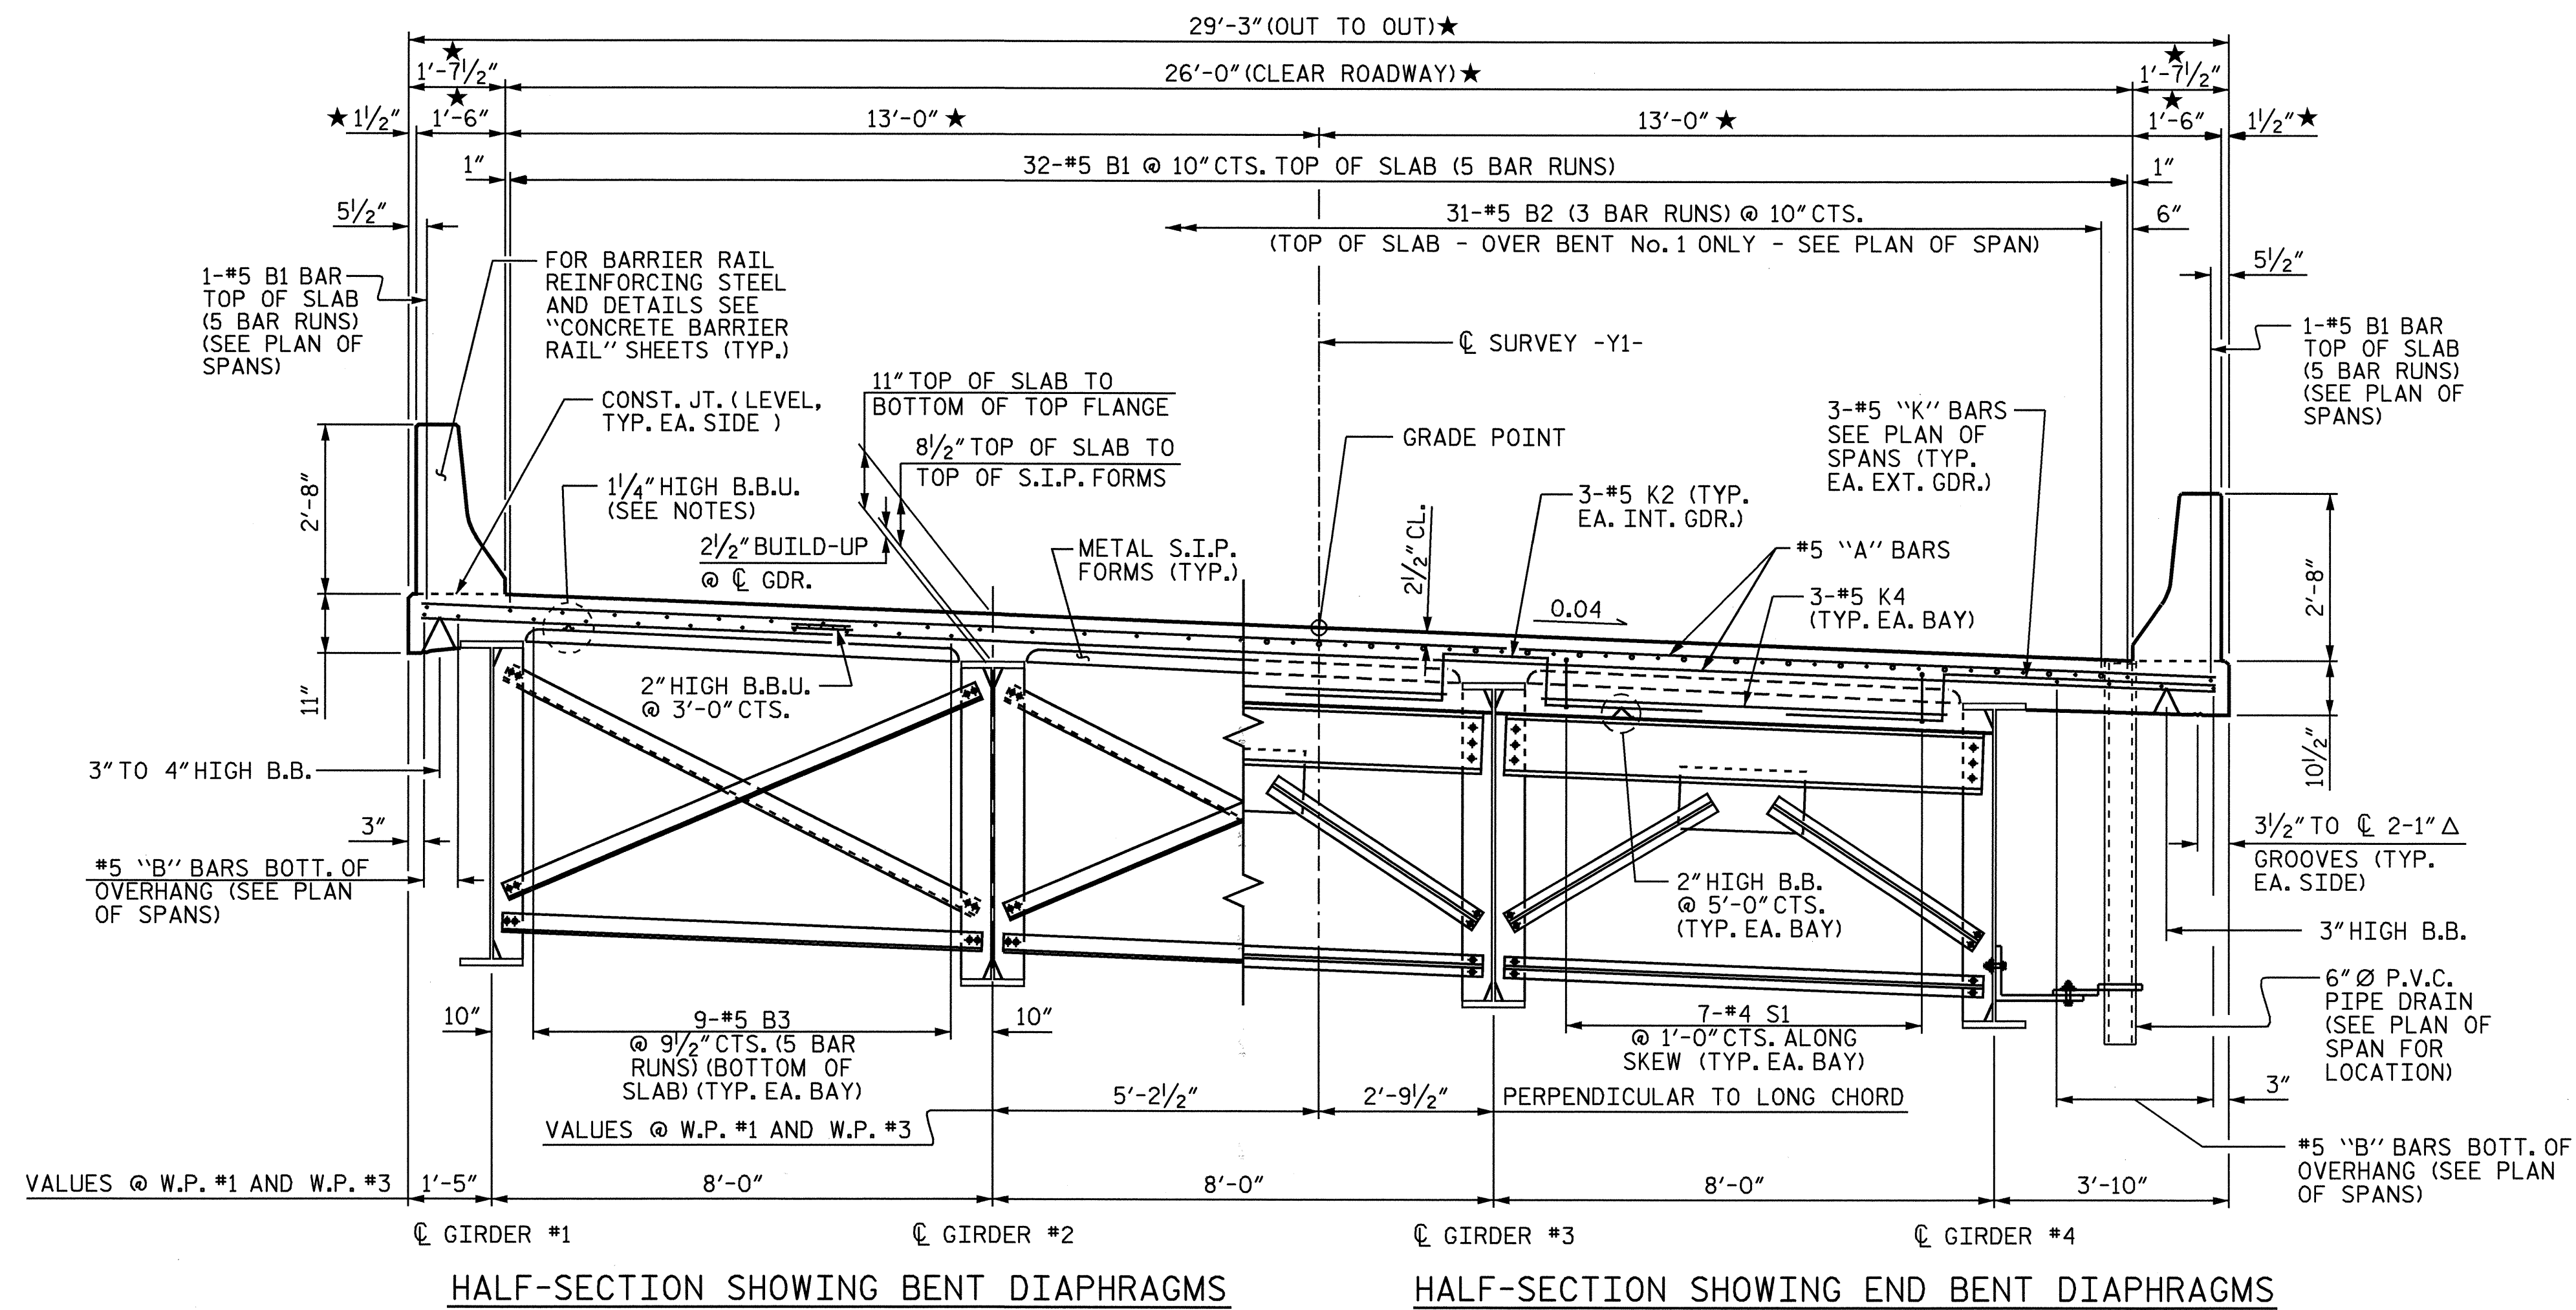 29'-3" (OUT TO OUT)★
★
1'-7½"
26'-0" (CLEAR ROADWAY)★
★
1'-7½"
★1½"
★
1'-6"
13'-0"★
13'-0"★
★
1'-6"
1½"★
1"
32-#5 B1 @ 10" CTS. TOP OF SLAB (5 BAR RUNS)
1"
5½"
31-#5 B2 (3 BAR RUNS) @ 10" CTS.
(TOP OF SLAB - OVER BENT No. 1 ONLY - SEE PLAN OF SPAN)
6"
5½"
1-#5 B1 BAR
TOP OF SLAB
(5 BAR RUNS)
(SEE PLAN OF
SPANS)
FOR BARRIER RAIL
REINFORCING STEEL
AND DETAILS SEE
"CONCRETE BARRIER
RAIL" SHEETS (TYP.)
℄ SURVEY -Y1-
1-#5 B1 BAR
TOP OF SLAB
(5 BAR RUNS)
(SEE PLAN OF
SPANS)
CONST. JT. ( LEVEL,
TYP. EA. SIDE )
11" TOP OF SLAB TO
BOTTOM OF TOP FLANGE
8½" TOP OF SLAB TO
TOP OF S.I.P. FORMS
GRADE POINT
3-#5 "K" BARS
SEE PLAN OF
SPANS (TYP.
EA. EXT. GDR.)
2'-8"
1¼" HIGH B.B.U.
(SEE NOTES)
2½" BUILD-UP
@ ℄ GDR.
METAL S.I.P.
FORMS (TYP.)
2½" CL.
3-#5 K2 (TYP.
EA. INT. GDR.)
#5 "A" BARS
3-#5 K4
(TYP. EA. BAY)
0.04
2'-8"
11"
2" HIGH B.B.U.
@ 3'-0" CTS.
10½"
3" TO 4" HIGH B.B.
3"
#5 "B" BARS BOTT. OF
OVERHANG (SEE PLAN
OF SPANS)
3½" TO ℄ 2-1" △
GROOVES (TYP.
EA. SIDE)
2" HIGH B.B.
@ 5'-0" CTS.
(TYP. EA. BAY)
3" HIGH B.B.
6" Ø P.V.C.
PIPE DRAIN
(SEE PLAN OF
SPAN FOR
LOCATION)
10"
9-#5 B3
@ 9½" CTS. (5 BAR
RUNS) (BOTTOM OF
SLAB) (TYP. EA. BAY)
10"
7-#4 S1
@ 1'-0" CTS. ALONG
SKEW (TYP. EA. BAY)
3"
5'-2½"
2'-9½"
PERPENDICULAR TO LONG CHORD
VALUES @ W.P. #1 AND W.P. #3
#5 "B" BARS BOTT. OF
OVERHANG (SEE PLAN
OF SPANS)
VALUES @ W.P. #1 AND W.P. #3
1'-5"
8'-0"
8'-0"
8'-0"
3'-10"
℄ GIRDER #1
℄ GIRDER #2
℄ GIRDER #3
℄ GIRDER #4
HALF-SECTION SHOWING BENT DIAPHRAGMS
HALF-SECTION SHOWING END BENT DIAPHRAGMS